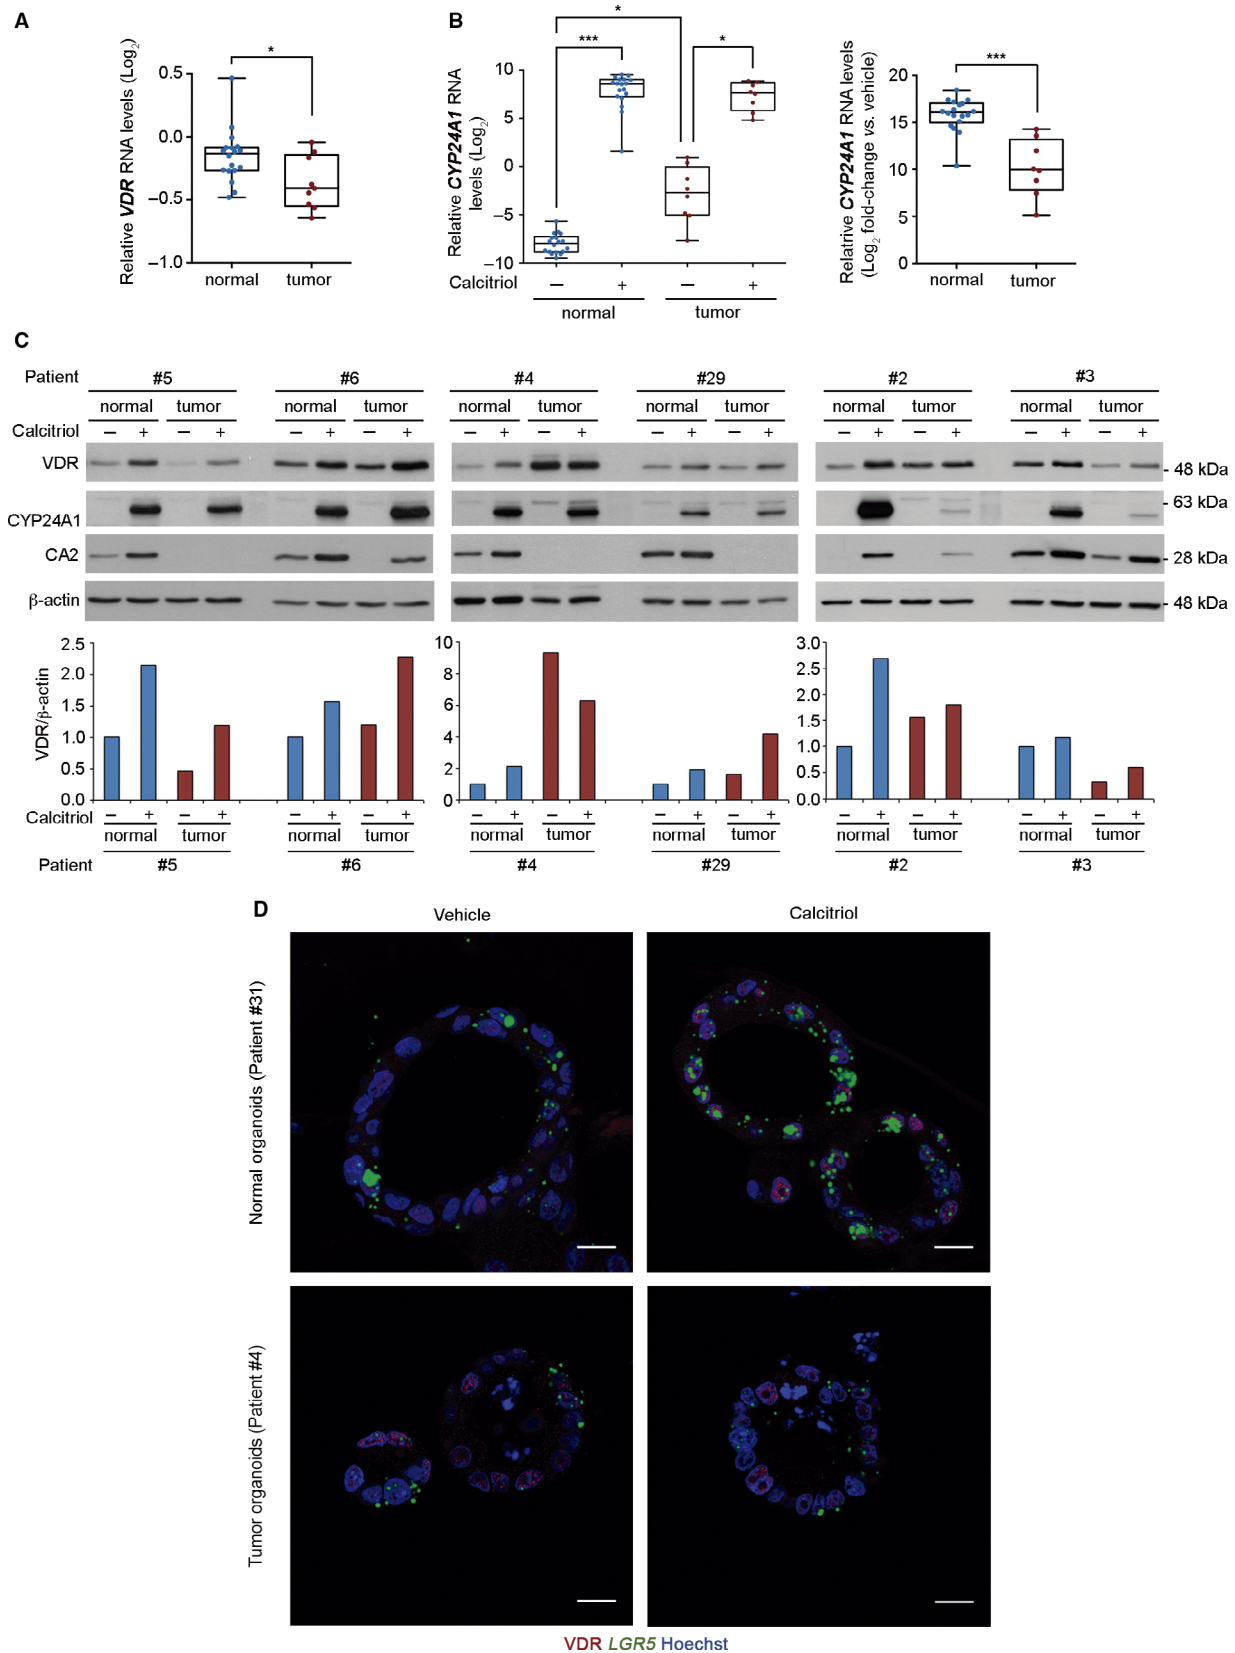 A
Relative VDR RNA levels (Log2)
*
0.5
0.0
–0.5
–1.0
normal tumor
B
Relative CYP24A1 RNA
levels (Log2)
*
***
*
10
5
0
–5
–10
Calcitriol – + – +
normal tumor
Relatrive CYP24A1 RNA levels
(Log2 fold-change vs. vehicle)
***
20
15
10
5
0
normal tumor
C
Patient #5 #6 #4 #29 #2 #3
normal tumor normal tumor normal tumor normal tumor normal tumor normal tumor
Calcitriol – + – + – + – + – + – + – + – + – + – + – + – +
VDR - 48 kDa
CYP24A1 - 63 kDa
CA2 - 28 kDa
β-actin - 48 kDa
VDR/β-actin
2.5
2.0
1.5
1.0
0.5
0.0
10
8
6
4
2
0
3.0
2.5
2.0
1.5
1.0
0.5
0.0
Calcitriol – + – + – + – + – + – + – + – + – + – + – + – +
normal tumor normal tumor normal tumor normal tumor normal tumor normal tumor
Patient #5 #6 #4 #29 #2 #3
D
Vehicle Calcitriol
Normal organoids (Patient #31)
Tumor organoids (Patient #4)
VDR LGR5 Hoechst